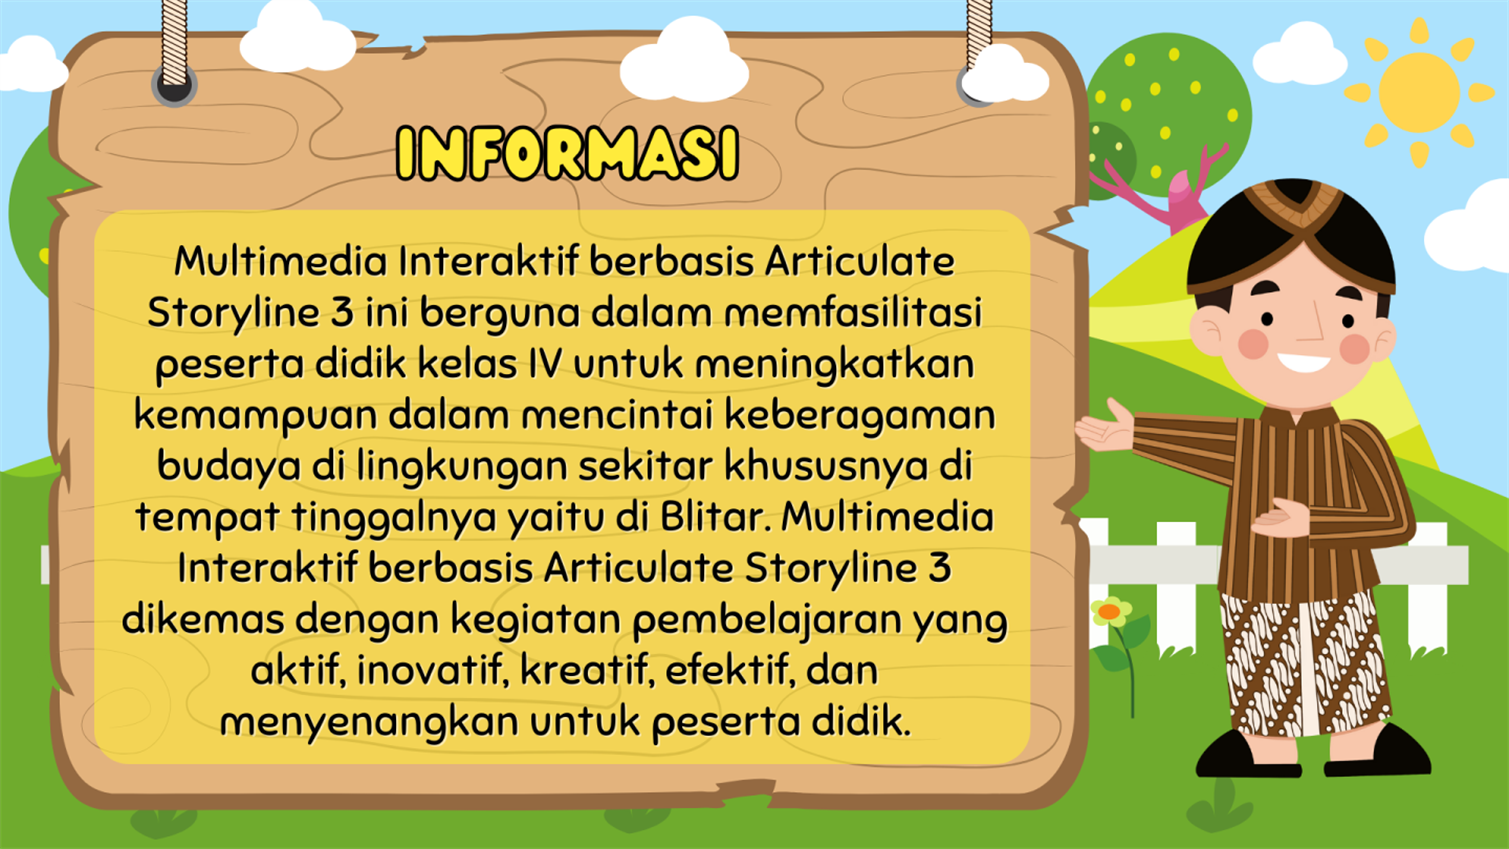 INFORMASI
Multimedia Interaktif berbasis Articulate
Storyline 3 ini berguna dalam memfasilitasi
peserta didik kelas IV untuk meningkatkan
kemampuan dalam mencintai keberagaman
budaya di lingkungan sekitar khususnya di
tempat tinggalnya yaitu di Blitar. Multimedia
Interaktif berbasis Articulate Storyline 3
dikemas dengan kegiatan pembelajaran yang
aktif, inovatif, kreatif, efektif, dan
menyenangkan untuk peserta didik.